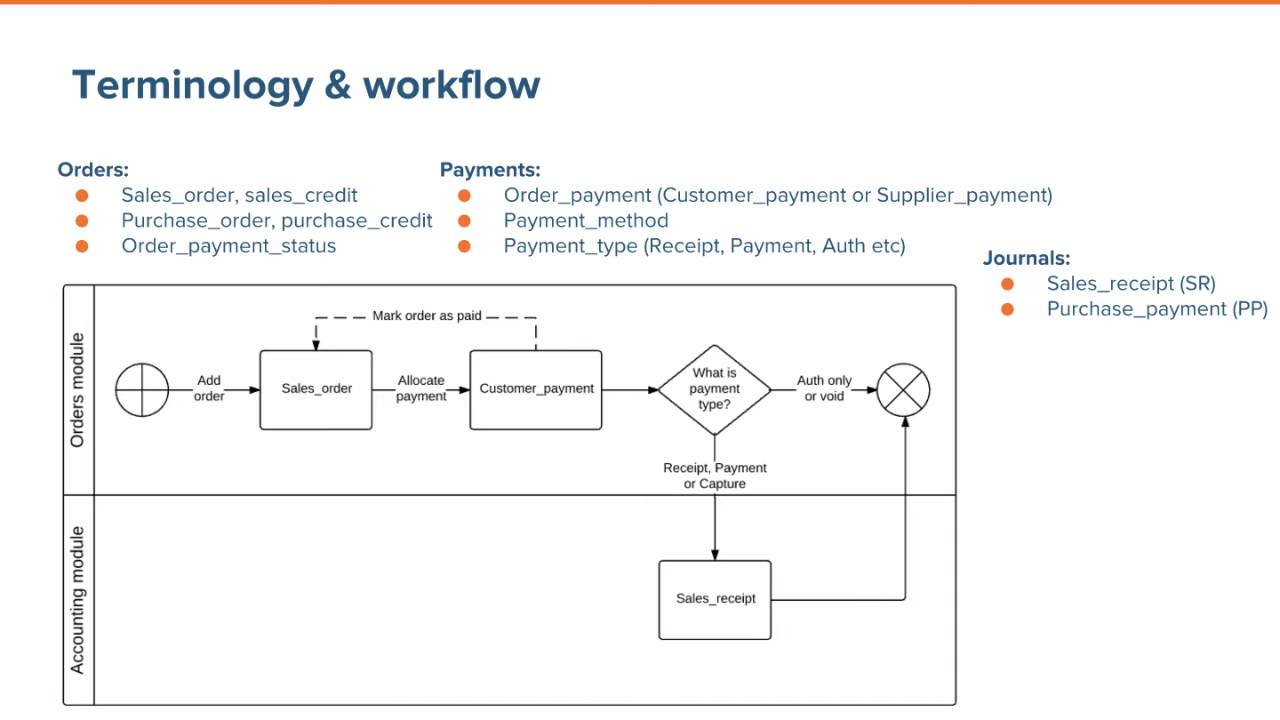 Terminology & workflow
Orders:
Sales_order, sales_credit
Purchase_order, purchase_credit
Order_payment_status
Payments:
Order_payment (Customer_payment or Supplier_payment)
Payment_method
Payment_type (Receipt, Payment, Auth etc)
Journals:
Sales_receipt (SR)
Purchase_payment (PP)
Orders module
Mark order as paid
Add
order
Sales_order
Allocate
payment
Customer_payment
What is
payment
type?
Auth only
or void
Receipt, Payment
or Capture
Accounting module
Sales_receipt